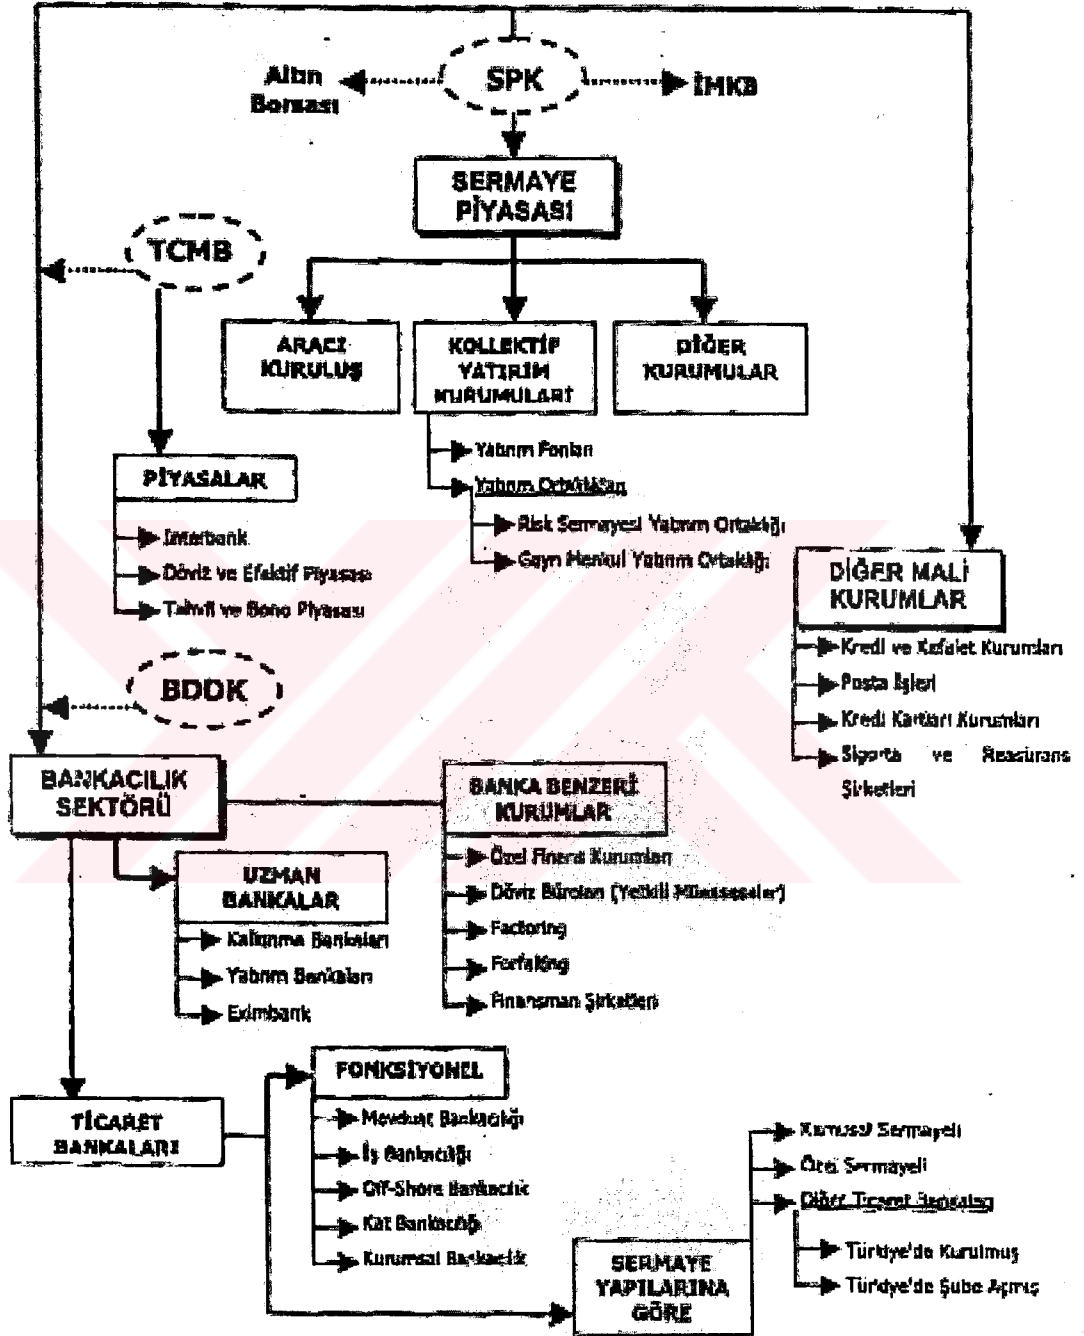 SPK
Altın
Borsası
İMKB
SERMAYE
PİYASASI
TCMB
ARACI
KURULUŞ
KOLLEKTİF
YATIRIM
KURUMULARI
DİĞER
KURUMULAR
Yatırım Fonları
Yatırım Ortaklıkları
Risk Sermayesi Yatırım Ortaklığı
Gayrı Menkul Yatırım Ortaklığı
PİYASALAR
Interbank
Döviz ve Efektif Piyasası
Tahvil ve Bono Piyasası
DİĞER MALİ
KURUMLAR
Kredi ve Kefalet Kurumları
Posta İşleri
Kredi Kartları Kurumları
Sigorta ve Reasürans
Şirketleri
BDDK
BANKACILIK
SEKTÖRÜ
BANKA BENZERİ
KURUMLAR
Özel Finans Kurumları
Döviz Büroları (Yetkili Müesseseler)
Factoring
Forfaiting
Finansman Şirketleri
UZMAN
BANKALAR
Kalkınma Bankaları
Yatırım Bankaları
Eximbank
TİCARET
BANKALARI
FONKSİYONEL
Mevduat Bankacılığı
İş Bankacılığı
Off-Shore Bankacılık
Kat Bankacılığı
Kurumsal Bankacılık
SERMAYE
YAPILARINA
GÖRE
Kamusal Sermayeli
Özel Sermayeli
Diğer Ticaret Bankaları
Türkiye'de Kurulmuş
Türkiye'de Şube Açmış